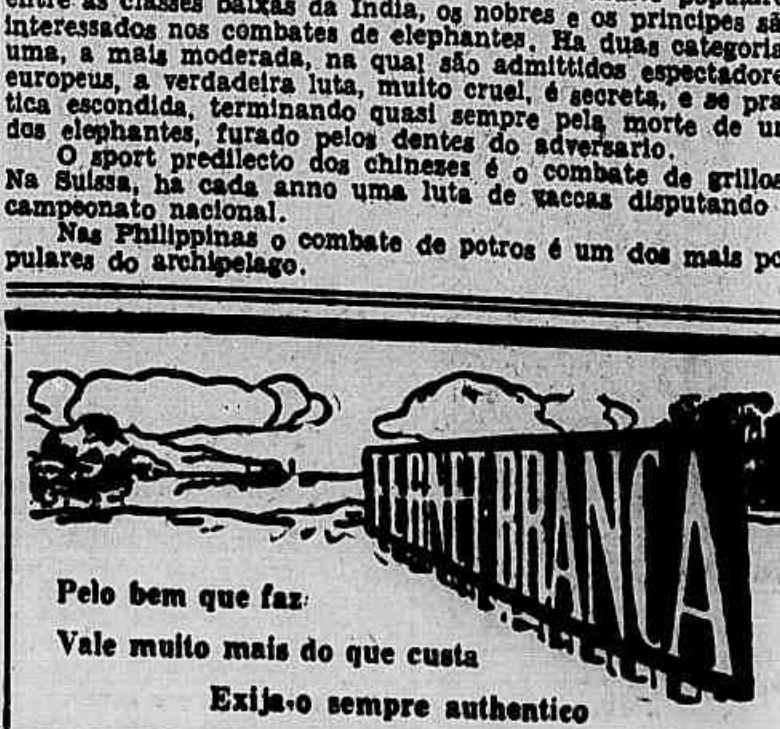 entre as classes baixas da India, os nobres e os principes
interessados nos combates de elephantes. Ha duas
uma, a mais moderada, na qual são admittidos
europeus, a verdadeira luta, muito cruel, é secreta, e se
tica escondida, terminando quasi sempre pela morte de
dos elephantes, furado pelos dentes do adversario.
O sport predilecto dos chinezes é o combate de grillos
Na Suissa, ha cada anno uma luta de vaccas disputando
campeonato nacional.
Nas Philippinas o combate de potros é um dos mais po
pulares do archipelago.
FERNET BRANCA
Pelo bem que faz
Vale muito mais do que custa
Exija-o sempre authentico